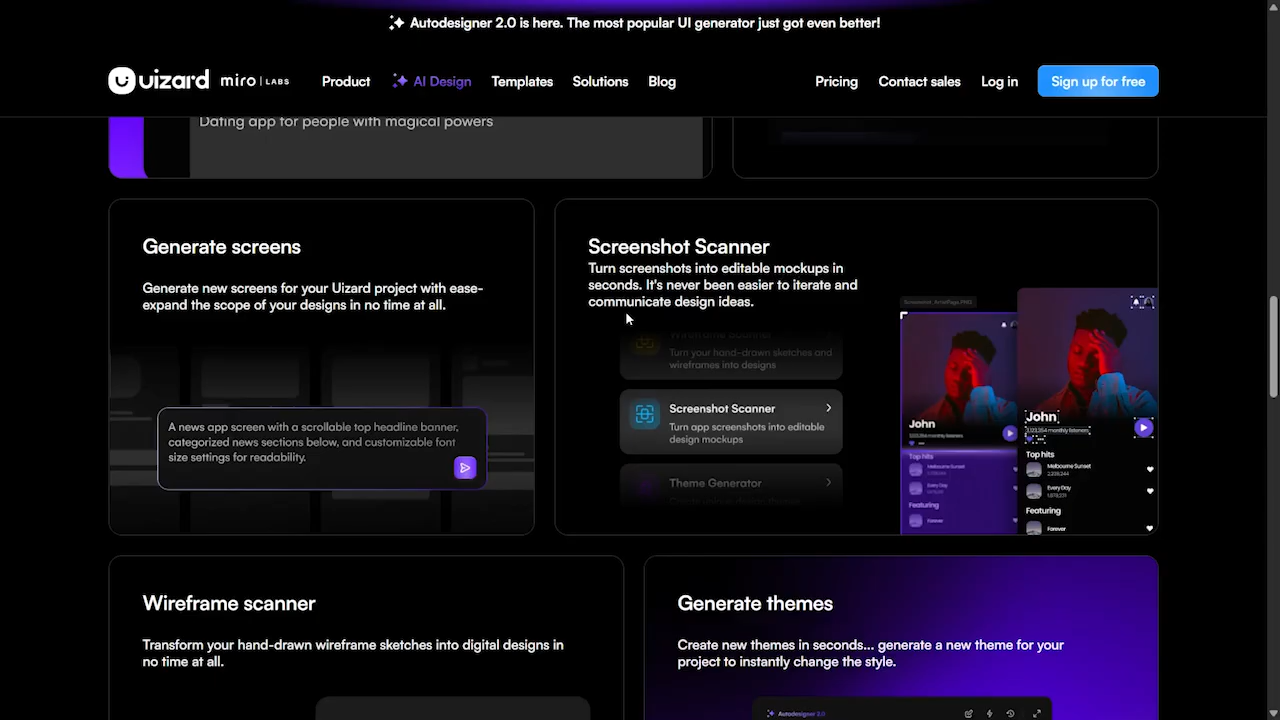 Autodesigner 2.0 is here. The most popular UI generator just got even better!
uizard miro | LABS Product AI Design Templates Solutions Blog Pricing Contact sales Log in Sign up for free
Dating app for people with magical powers
Generate screens
Generate new screens for your Uizard project with ease-
expand the scope of your designs in no time at all.
A news app screen with a scrollable top headline banner,
categorized news sections below, and customizable font
size settings for readability.
Screenshot Scanner
Turn screenshots into editable mockups in
seconds. It's never been easier to iterate and
communicate design ideas.
Wireframe Scanner
Turn your hand-drawn sketches and
wireframes into designs
Screenshot Scanner
Turn app screenshots into editable
design mockups
Theme Generator
John
Top hits
Melbourne Sunset
Every Day
Featuring
Forever
John
monthly listeners
Top hits
Melbourne Sunset
Every Day
Featuring
Forever
Wireframe scanner
Transform your hand-drawn wireframe sketches into digital designs in
no time at all.
Generate themes
Create new themes in seconds... generate a new theme for your
project to instantly change the style.
Autodesigner 2.0